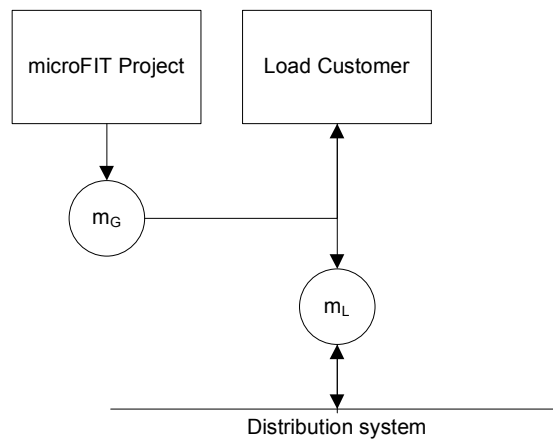 microFIT Project
Load Customer
mG
mL
Distribution system